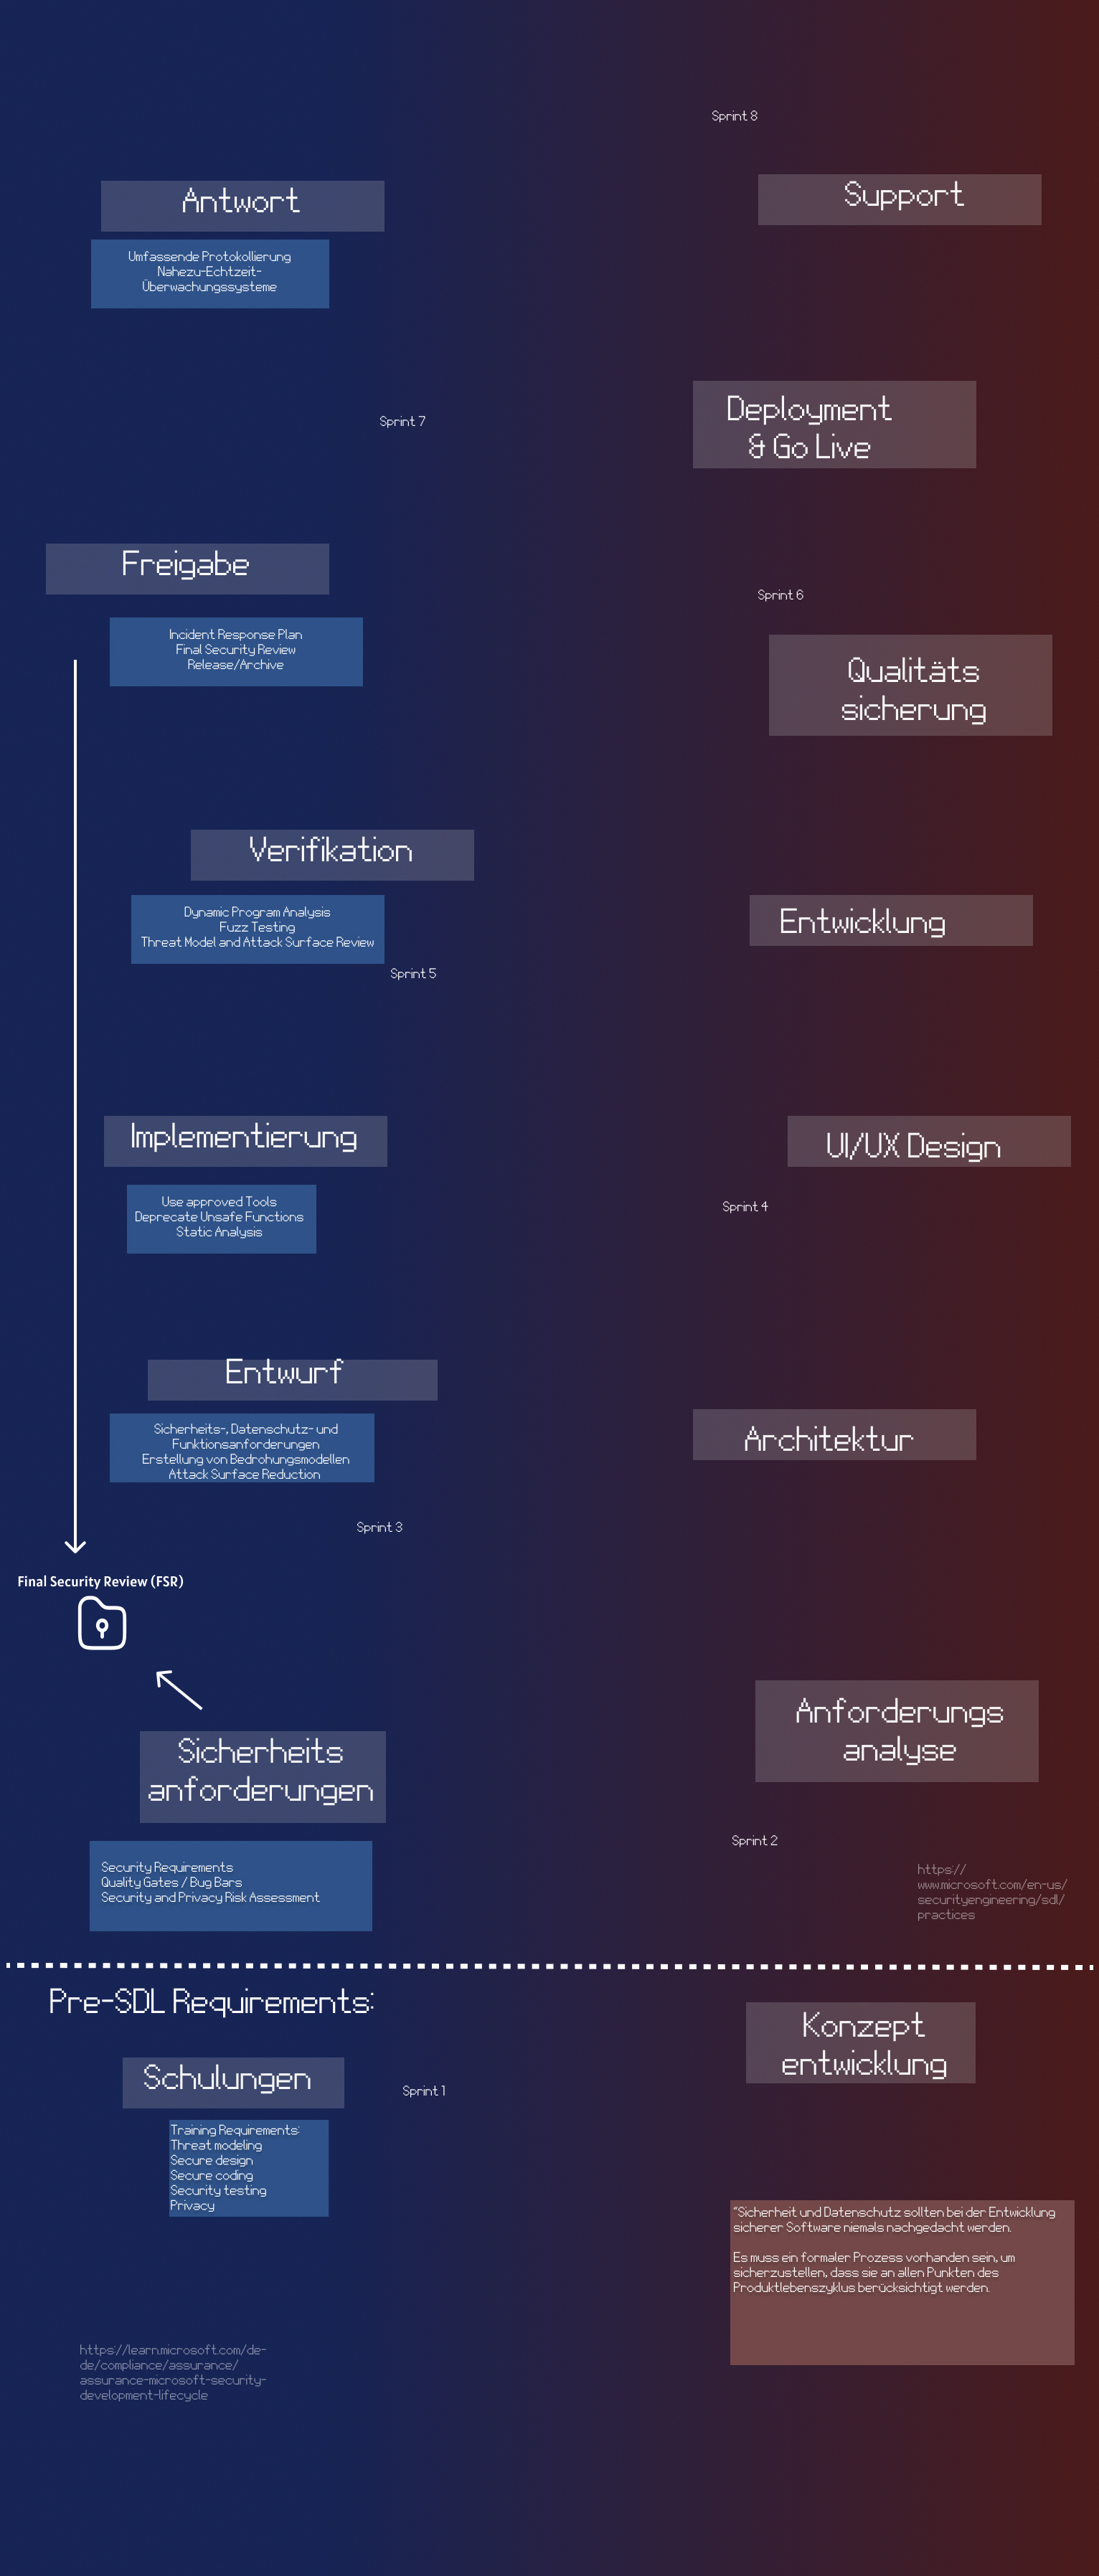 Sprint 8
Antwort
Support
Umfassende Protokollierung
Nahezu-Echtzeit-
Überwachungssysteme
Deployment
& Go Live
Sprint 7
Freigabe
Sprint 6
Incident Response Plan
Final Security Review
Release/Archive
Qualitäts
sicherung
Verifikation
Dynamic Program Analysis
Fuzz Testing
Threat Model and Attack Surface Review
Entwicklung
Sprint 5
Implementierung
UI/UX Design
Use approved Tools
Deprecate Unsafe Functions
Static Analysis
Sprint 4
Entwurf
Sicherheits-, Datenschutz- und
Funktionsanforderungen
Erstellung von Bedrohungsmodellen
Attack Surface Reduction
Architektur
Sprint 3
Final Security Review (FSR)
Anforderungs
analyse
Sicherheits
anforderungen
Sprint 2
Security Requirements
Quality Gates / Bug Bars
Security and Privacy Risk Assessment
https://
www.microsoft.com/en-us/
securityengineering/sdl/
practices
Pre-SDL Requirements:
Konzept
entwicklung
Schulungen
Sprint 1
Training Requirements:
Threat modeling
Secure design
Secure coding
Security testing
Privacy
"Sicherheit und Datenschutz sollten bei der Entwicklung
sicherer Software niemals nachgedacht werden.
Es muss ein formaler Prozess vorhanden sein, um
sicherzustellen, dass sie an allen Punkten des
Produktlebenszyklus berücksichtigt werden.
https://learn.microsoft.com/de-
de/compliance/assurance/
assurance-microsoft-security-
development-lifecycle